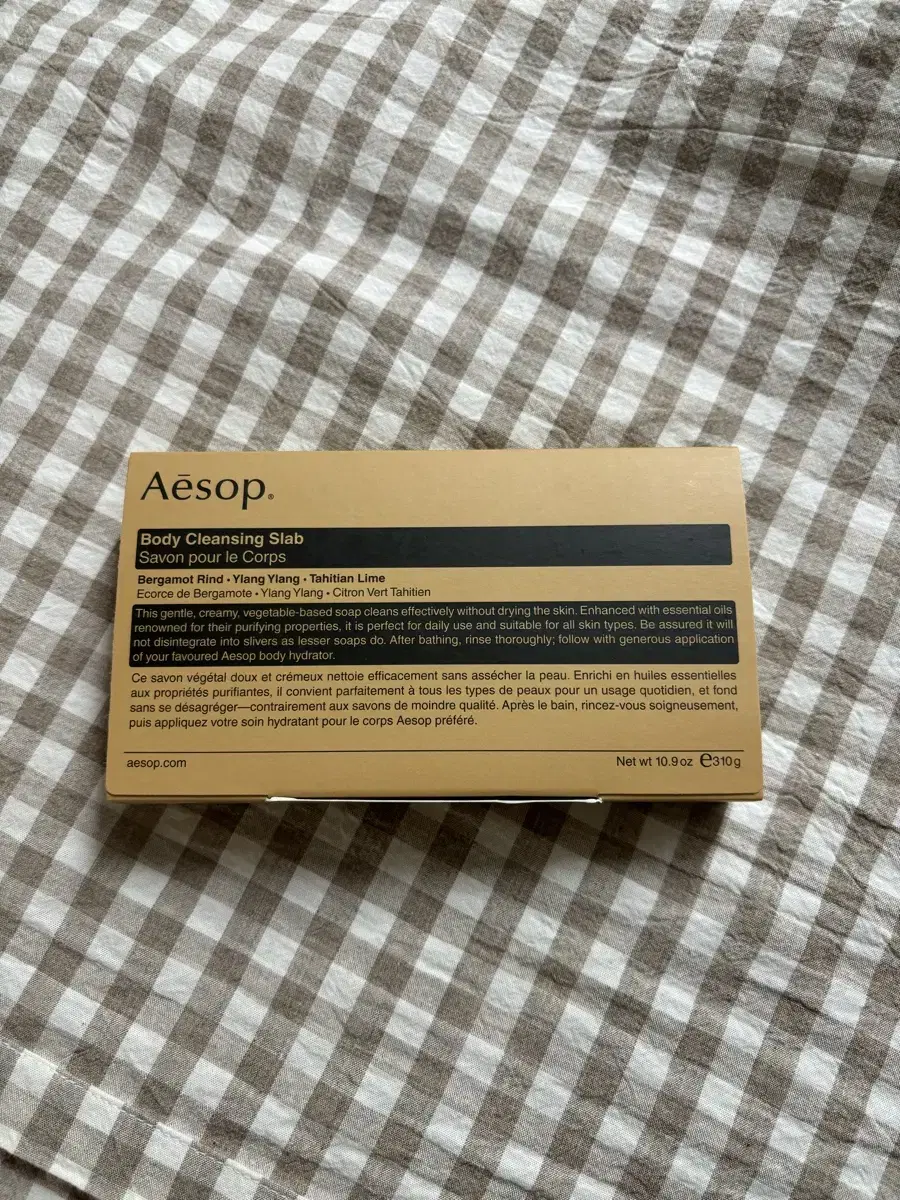 Aēsop®
Body Cleansing Slab
Savon pour le Corps
Bergamot Rind • Ylang Ylang • Tahitian Lime
Ecorce de Bergamote • Ylang Ylang • Citron Vert Tahitien
This gentle, creamy, vegetable-based soap cleans effectively without drying the skin. Enhanced with essential oils
renowned for their purifying properties, it is perfect for daily use and suitable for all skin types. Be assured it will
not disintegrate into slivers as lesser soaps do. After bathing, rinse thoroughly; follow with generous application
of your favoured Aesop body hydrator.
Ce savon végétal doux et crémeux nettoie efficacement sans assécher la peau. Enrichi en huiles essentielles
aux propriétés purifiantes, il convient parfaitement à tous les types de peaux pour un usage quotidien, et fond
sans se désagréger—contrairement aux savons de moindre qualité. Après le bain, rincez-vous soigneusement,
puis appliquez votre soin hydratant pour le corps Aesop préféré.
aesop.com Net wt 10.9 oz ℮310 g